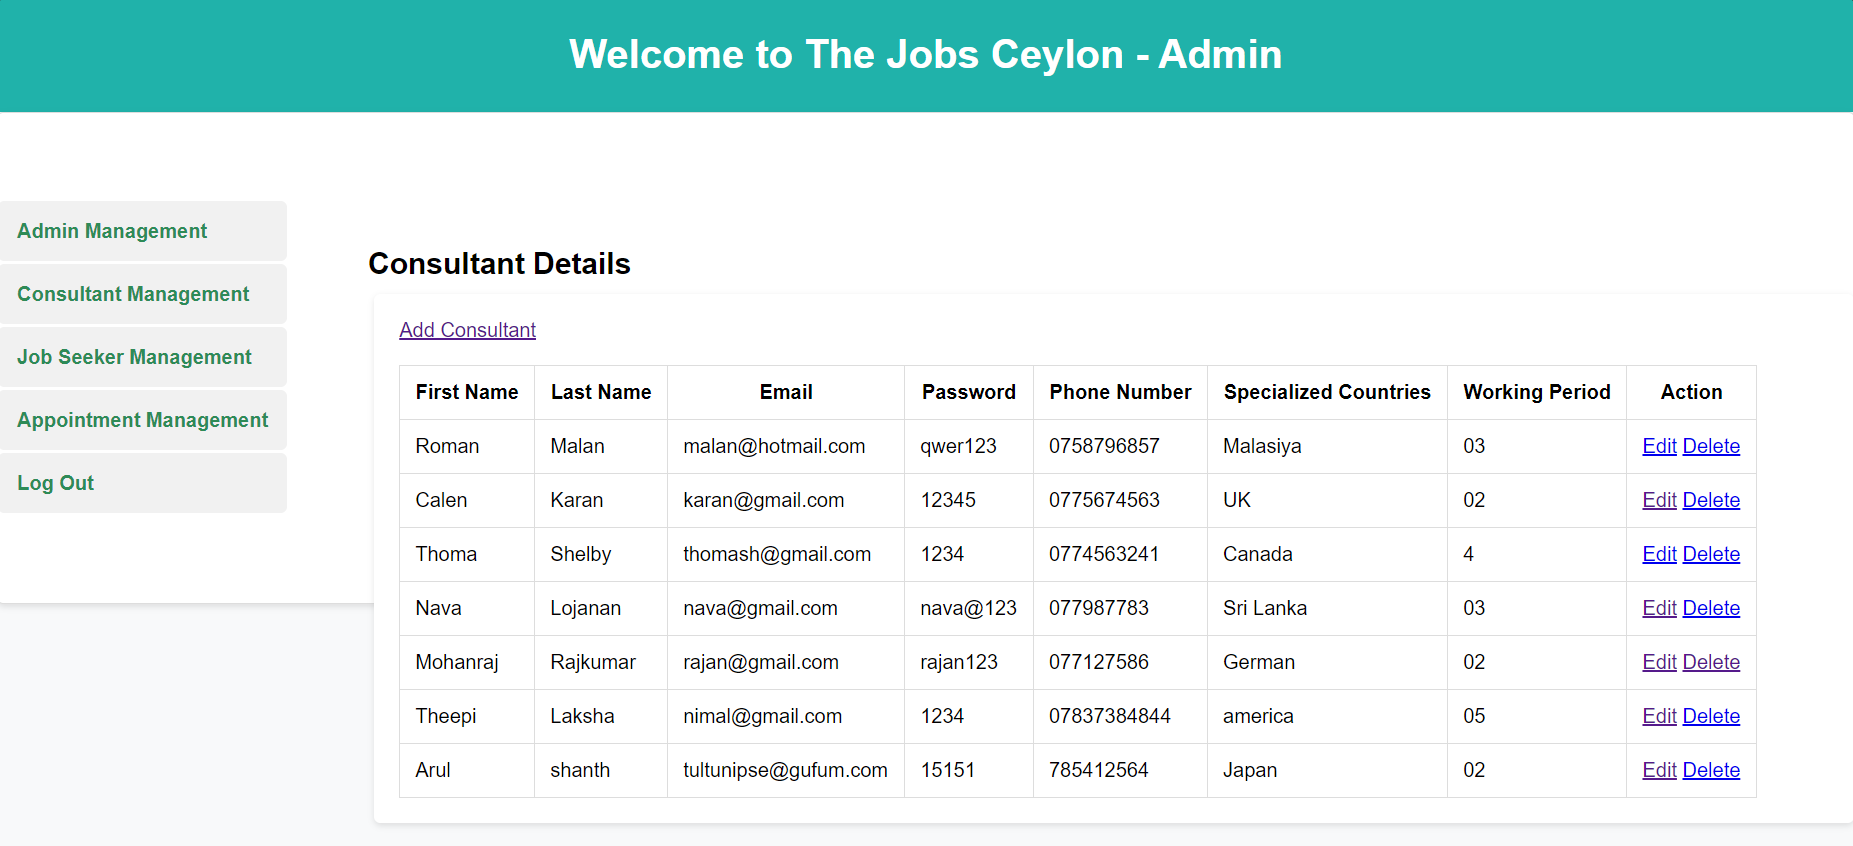 Welcome to The Jobs Ceylon - Admin
Admin Management
Consultant Management
Job Seeker Management
Appointment Management
Log Out
Consultant Details
Add Consultant
First Name Last Name Email Password Phone Number Specialized Countries Working Period Action
Roman Malan malan@hotmail.com qwer123 0758796857 Malasiya 03 Edit Delete
Calen Karan karan@gmail.com 12345 0775674563 UK 02 Edit Delete
Thoma Shelby thomash@gmail.com 1234 0774563241 Canada 4 Edit Delete
Nava Lojanan nava@gmail.com nava@123 077987783 Sri Lanka 03 Edit Delete
Mohanraj Rajkumar rajan@gmail.com rajan123 077127586 German 02 Edit Delete
Theepi Laksha nimal@gmail.com 1234 07837384844 america 05 Edit Delete
Arul shanth tultunipse@gufum.com 15151 785412564 Japan 02 Edit Delete